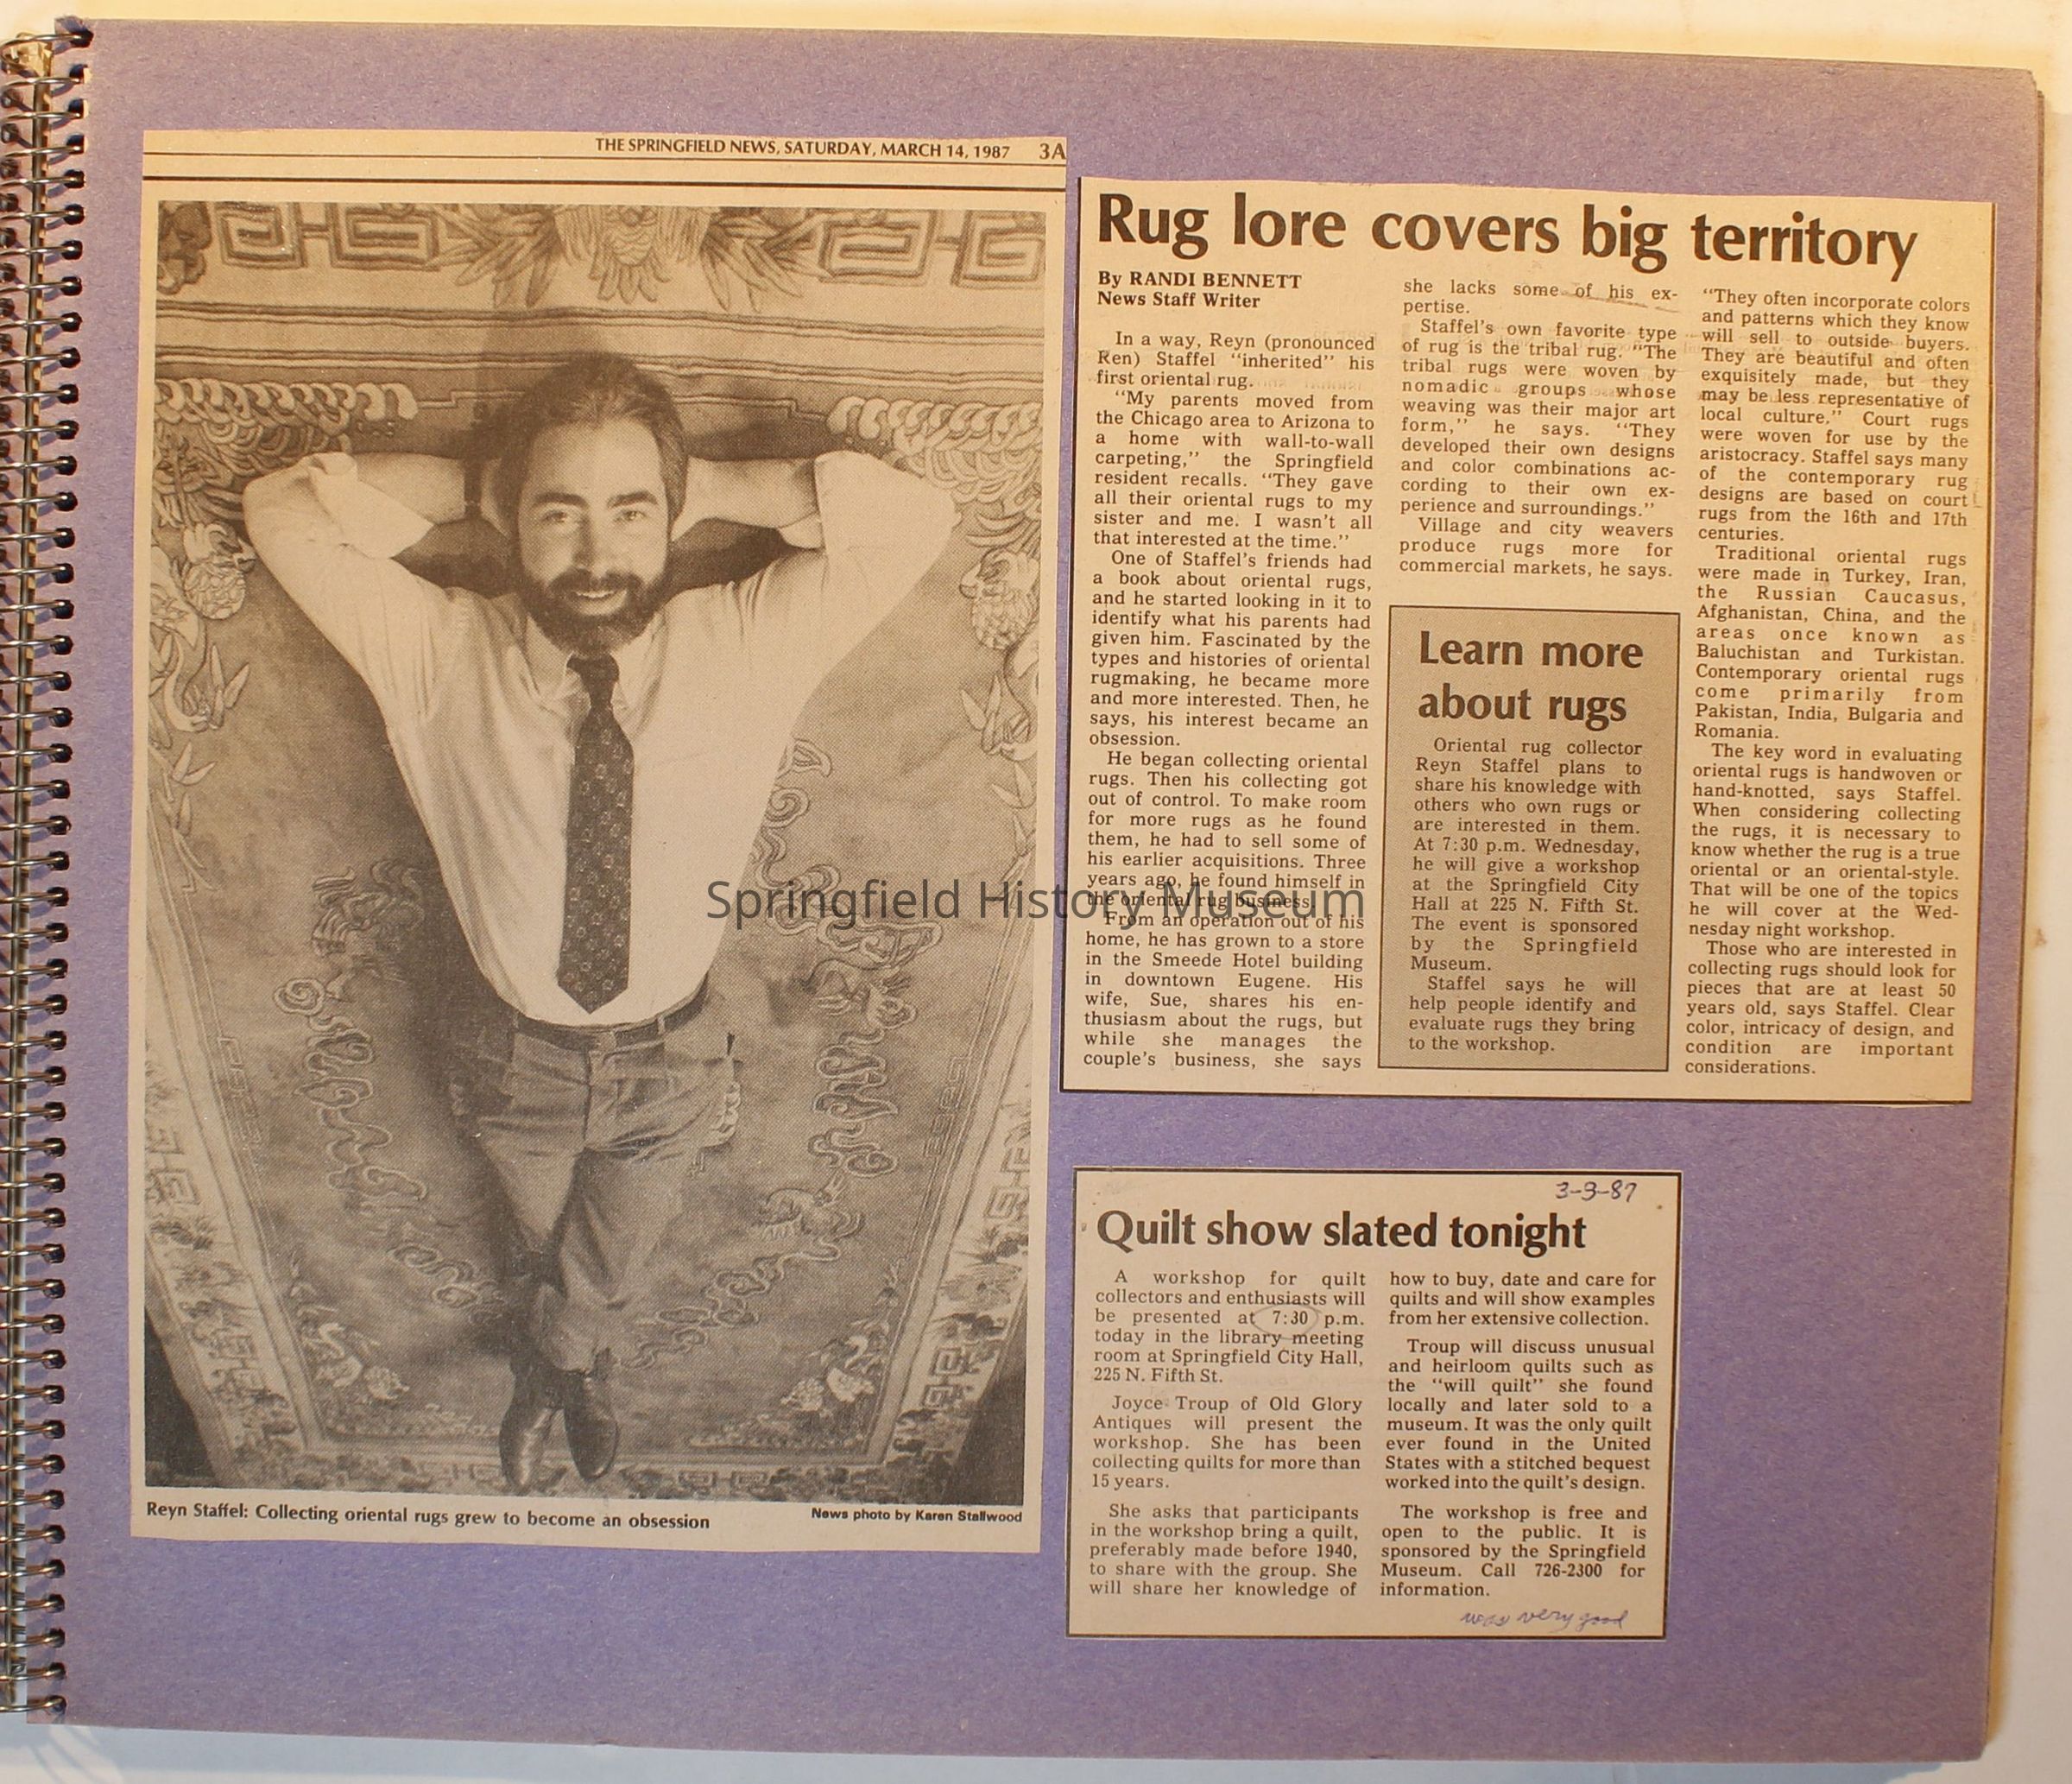 THE SPRINGFIELD NEWS, SATURDAY, MARCH 14, 1987 3A
Reyn Staffel: Collecting oriental rugs grew to become an obsession
News photo by Karen Stallwood
Rug lore covers big territory
By RANDI BENNETT
News Staff Writer
In a way, Reyn (pronounced
Ren) Staffel "inherited" his
first oriental rug.
"My parents moved from
the Chicago area to Arizona to
a home with wall-to-wall
carpeting," the Springfield
resident recalls. "They gave
all their oriental rugs to my
sister and me. I wasn't all
that interested at the time."
One of Staffel's friends had
a book about oriental rugs,
and he started looking in it to
identify what his parents had
given him. Fascinated by the
types and histories of oriental
rugmaking, he became more
and more interested. Then, he
says, his interest became an
obsession.
He began collecting oriental
rugs. Then his collecting got
out of control. To make room
for more rugs as he found
them, he had to sell some of
his earlier acquisitions. Three
years ago, he found himself in
the oriental rug business.
From an operation out of his
home, he has grown to a store
in the Smeede Hotel building
in downtown Eugene. His
wife, Sue, shares his en-
thusiasm about the rugs, but
while she manages the
couple's business, she says
she lacks some of his ex-
pertise.
Staffel's own favorite type
of rug is the tribal rug. "The
tribal rugs were woven by
nomadic groups whose
weaving was their major art
form," he says. "They
developed their own designs
and color combinations ac-
cording to their own ex-
perience and surroundings."
Village and city weavers
produce rugs more for
commercial markets, he says.
"They often incorporate colors
and patterns which they know
will sell to outside buyers.
They are beautiful and often
exquisitely made, but they
may be less representative of
local culture." Court rugs
were woven for use by the
aristocracy. Staffel says many
of the contemporary rug
designs are based on court
rugs from the 16th and 17th
centuries.
Traditional oriental rugs
were made in Turkey, Iran,
the Russian Caucasus,
Afghanistan, China, and the
areas once known as
Baluchistan and Turkistan.
Contemporary oriental rugs
come primarily from
Pakistan, India, Bulgaria and
Romania.
The key word in evaluating
oriental rugs is handwoven or
hand-knotted, says Staffel.
When considering collecting
the rugs, it is necessary to
know whether the rug is a true
oriental or an oriental-style.
That will be one of the topics
he will cover at the Wed-
nesday night workshop.
Those who are interested in
collecting rugs should look for
pieces that are at least 50
years old, says Staffel. Clear
color, intricacy of design, and
condition are important
considerations.
Learn more
about rugs
Oriental rug collector
Reyn Staffel plans to
share his knowledge with
others who own rugs or
are interested in them.
At 7:30 p.m. Wednesday,
he will give a workshop
at the Springfield City
Hall at 225 N. Fifth St.
The event is sponsored
by the Springfield
Museum.
Staffel says he will
help people identify and
evaluate rugs they bring
to the workshop.
Springfield History Museum
3-9-87
Quilt show slated tonight
A workshop for quilt
collectors and enthusiasts will
be presented at 7:30 p.m.
today in the library meeting
room at Springfield City Hall,
225 N. Fifth St.
Joyce Troup of Old Glory
Antiques will present the
workshop. She has been
collecting quilts for more than
15 years.
She asks that participants
in the workshop bring a quilt,
preferably made before 1940,
to share with the group. She
will share her knowledge of
how to buy, date and care for
quilts and will show examples
from her extensive collection.
Troup will discuss unusual
and heirloom quilts such as
the "will quilt" she found
locally and later sold to a
museum. It was the only quilt
ever found in the United
States with a stitched bequest
worked into the quilt's design.
The workshop is free and
open to the public. It is
sponsored by the Springfield
Museum. Call 726-2300 for
information.
was very good